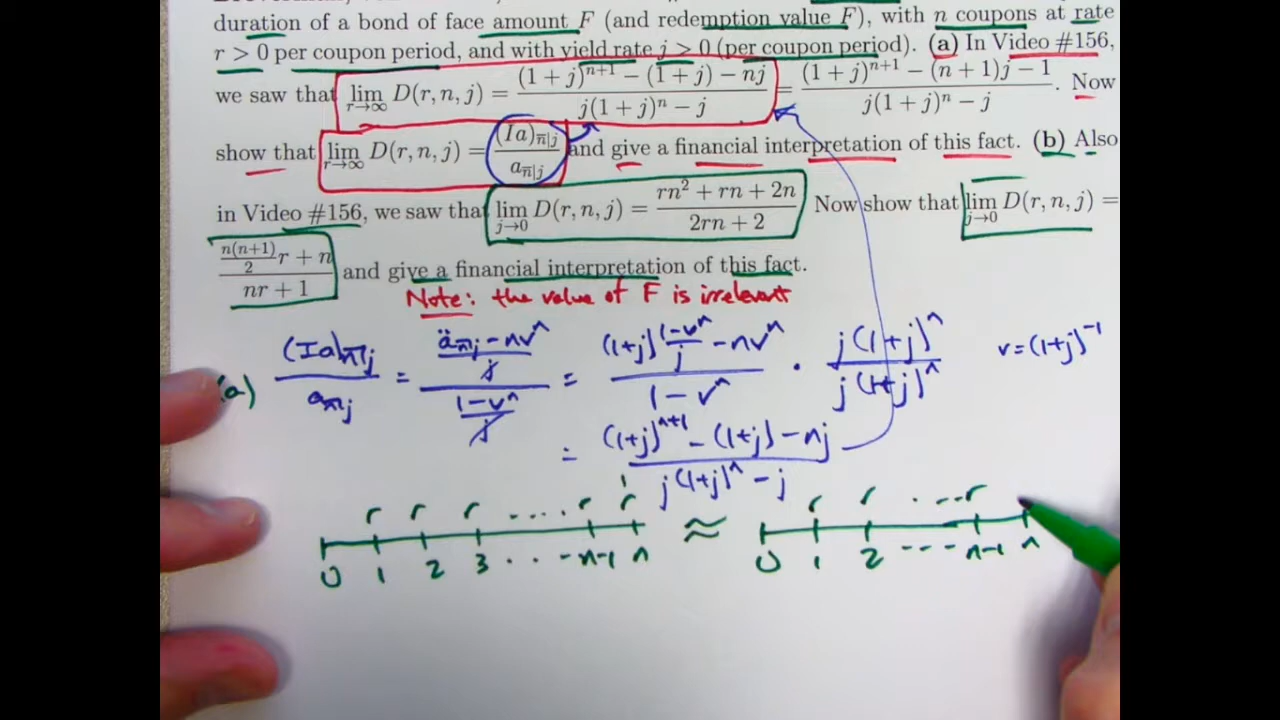 duration of a bond of face amount F (and redemption value F), with n coupons at rate
r > 0 per coupon period, and with yield rate j > 0 (per coupon period). (a) In Video #156,
we saw that lim_{r→∞} D(r, n, j) = ((1 + j)^{n+1} − (1 + j) − nj) / (j(1 + j)^n − j) = ((1 + j)^{n+1} − (n + 1)j − 1) / (j(1 + j)^n − j). Now
show that lim_{r→∞} D(r, n, j) = (Ia)_{n|j} / a_{n|j} and give a financial interpretation of this fact. (b) Also
in Video #156, we saw that lim_{j→0} D(r, n, j) = (rn^2 + rn + 2n) / (2rn + 2) Now show that lim_{j→0} D(r, n, j) =
(n(n+1)/2 r + n) / (nr + 1) and give a financial interpretation of this fact.
Note: the value of F is irrelevant
(a) (Ia)_{n|j} / a_{n|j} = ((ä_{n|j} − nv^n) / j) / ((1−v^n) / j) = ((1+j) (1−v^n)/j − nv^n) / (1−v^n) · j(1+j)^n / j(1+j)^n v = (1+j)^{−1}
= ((1+j)^{n+1} − (1+j) − nj) / (j(1+j)^n − j)
r r r .... r r ≈ r r . -- r
0 1 2 3 . . - n−1 n 0 1 2 ---- n−1 n